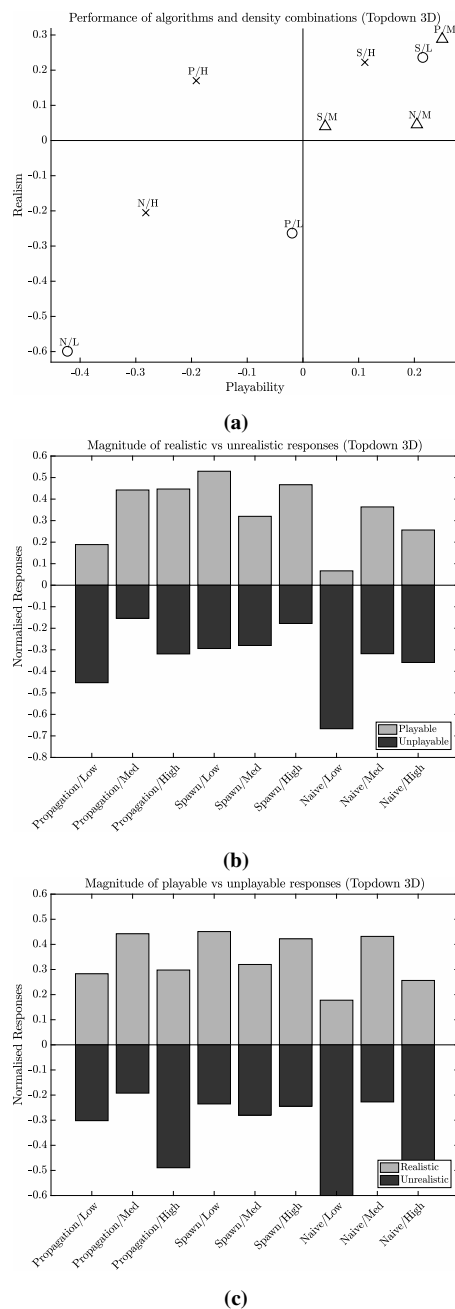 Performance of algorithms and density combinations (Topdown 3D)
0.3
0.2
0.1
0
-0.1
-0.2
-0.3
-0.4
-0.5
-0.6
Realism
P/M
S/H
S/L
P/H
S/M
N/M
N/H
P/L
N/L
-0.4
-0.3
-0.2
-0.1
0
0.1
0.2
Playability
(a)
Magnitude of realistic vs unrealistic responses (Topdown 3D)
0.6
0.5
0.4
0.3
0.2
0.1
0
-0.1
-0.2
-0.3
-0.4
-0.5
-0.6
-0.7
-0.8
Normalised Responses
Playable
Unplayable
Propagation/Low
Propagation/Med
Propagation/High
Spawn/Low
Spawn/Med
Spawn/High
Naive/Low
Naive/Med
Naive/High
(b)
Magnitude of playable vs unplayable responses (Topdown 3D)
0.6
0.5
0.4
0.3
0.2
0.1
0
-0.1
-0.2
-0.3
-0.4
-0.5
-0.6
Normalised Responses
Realistic
Unrealistic
Propagation/Low
Propagation/Med
Propagation/High
Spawn/Low
Spawn/Med
Spawn/High
Naive/Low
Naive/Med
Naive/High
(c)